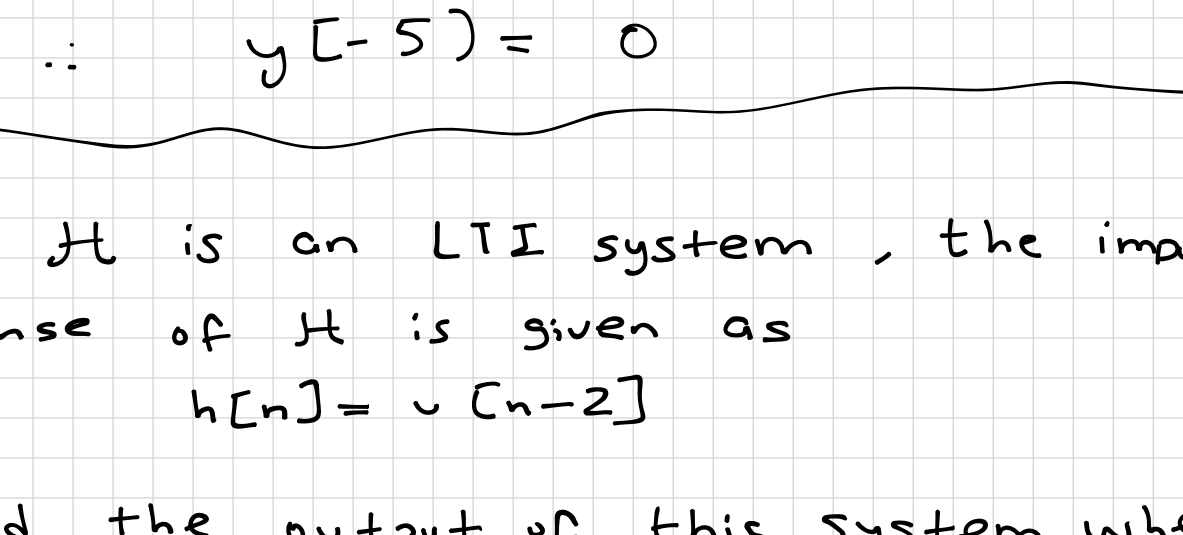 ∴ y[-5) = 0
H is an LTI system, the imp
nse of H is given as
h[n] = u[n-2]
d the output of this system whe